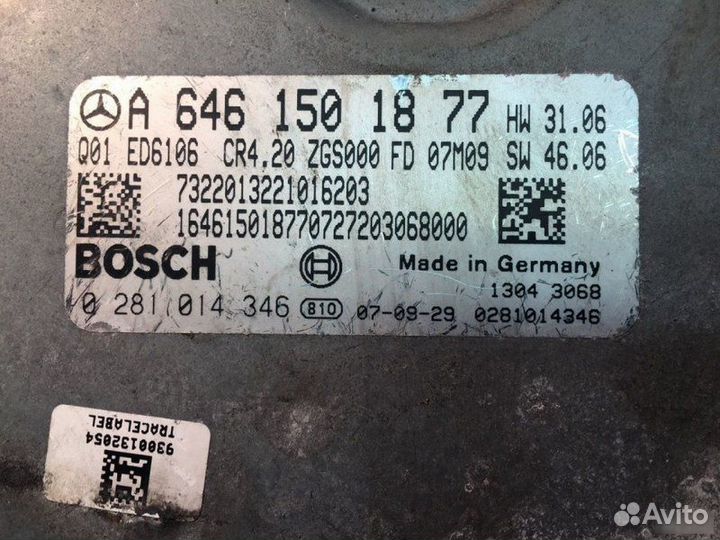 A 646 150 18 77 HW 31.06
Q01 ED6106 CR4.20 ZGS000 FD 07M09 SW 46.06
7322013221016203
164615018770727203068000
BOSCH Made in Germany
1304 3068
0 281 014 346 810 07-09-29 0281014346
9300132054
TRACELABEL
Avito